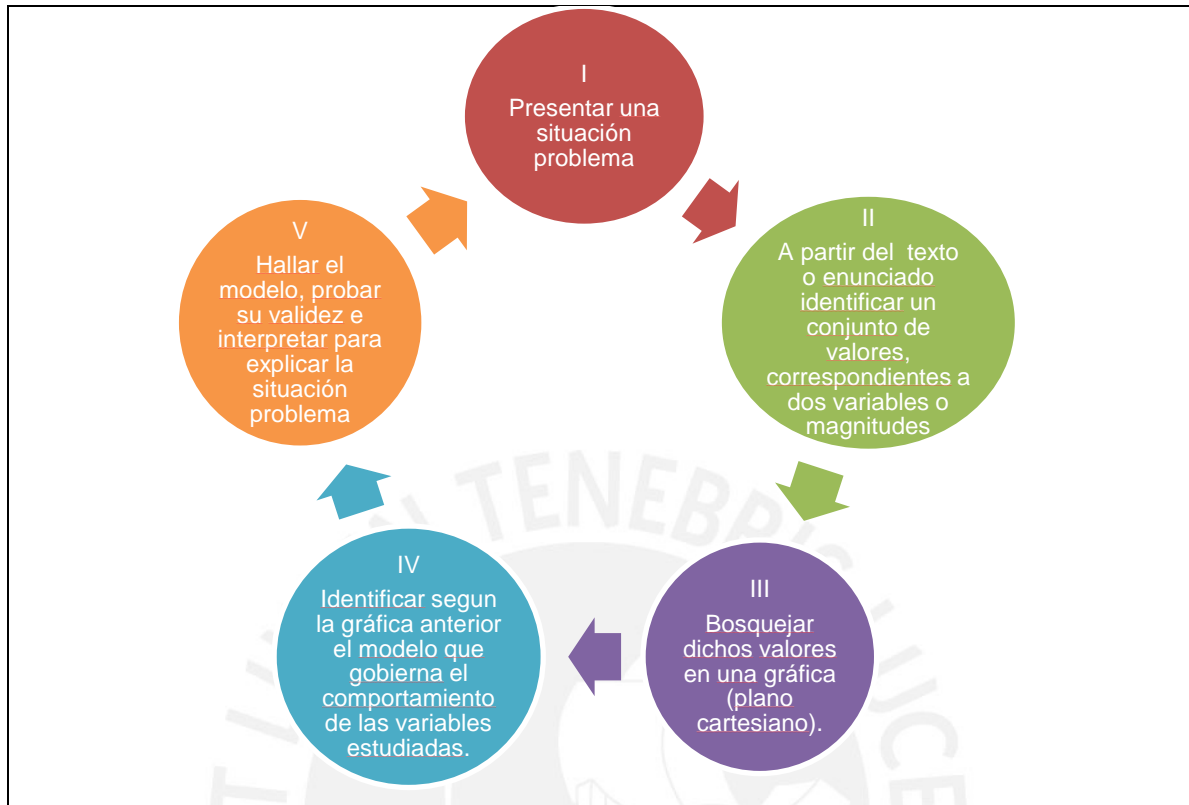 I
Presentar una
situación
problema
II
A partir del texto
o enunciado
identificar un
conjunto de
valores,
correspondientes a
dos variables o
magnitudes
III
Bosquejar
dichos valores
en una gráfica
(plano
cartesiano).
IV
Identificar segun
la gráfica anterior
el modelo que
gobierna el
comportamiento
de las variables
estudiadas.
V
Hallar el
modelo, probar
su validez e
interpretar para
explicar la
situación
problema
TENEBRIS